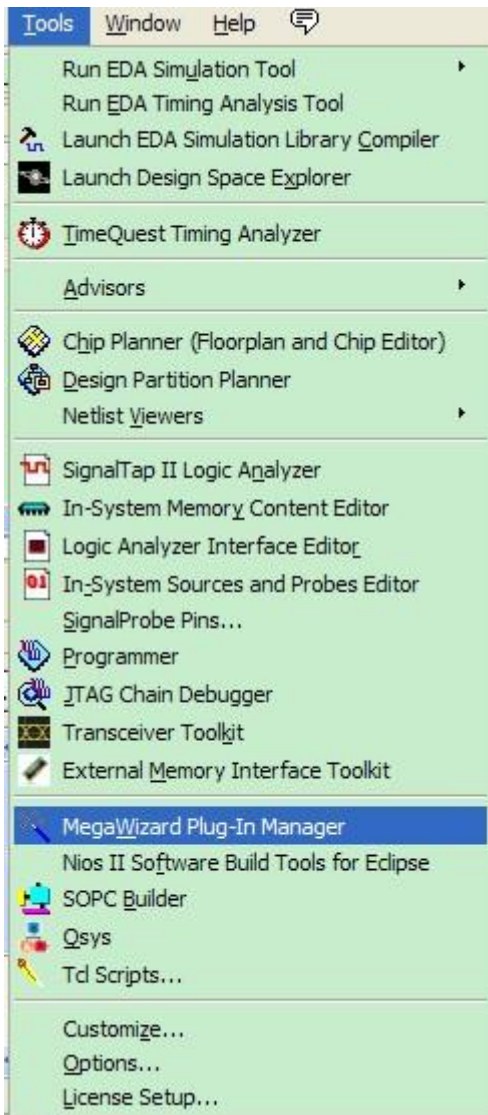 Tools Window Help
Run EDA Simulation Tool
Run EDA Timing Analysis Tool
Launch EDA Simulation Library Compiler
Launch Design Space Explorer
TimeQuest Timing Analyzer
Advisors
Chip Planner (Floorplan and Chip Editor)
Design Partition Planner
Netlist Viewers
SignalTap II Logic Analyzer
In-System Memory Content Editor
Logic Analyzer Interface Editor
In-System Sources and Probes Editor
SignalProbe Pins...
Programmer
JTAG Chain Debugger
Transceiver Toolkit
External Memory Interface Toolkit
MegaWizard Plug-In Manager
Nios II Software Build Tools for Eclipse
SOPC Builder
Qsys
Tcl Scripts...
Customize...
Options...
License Setup...